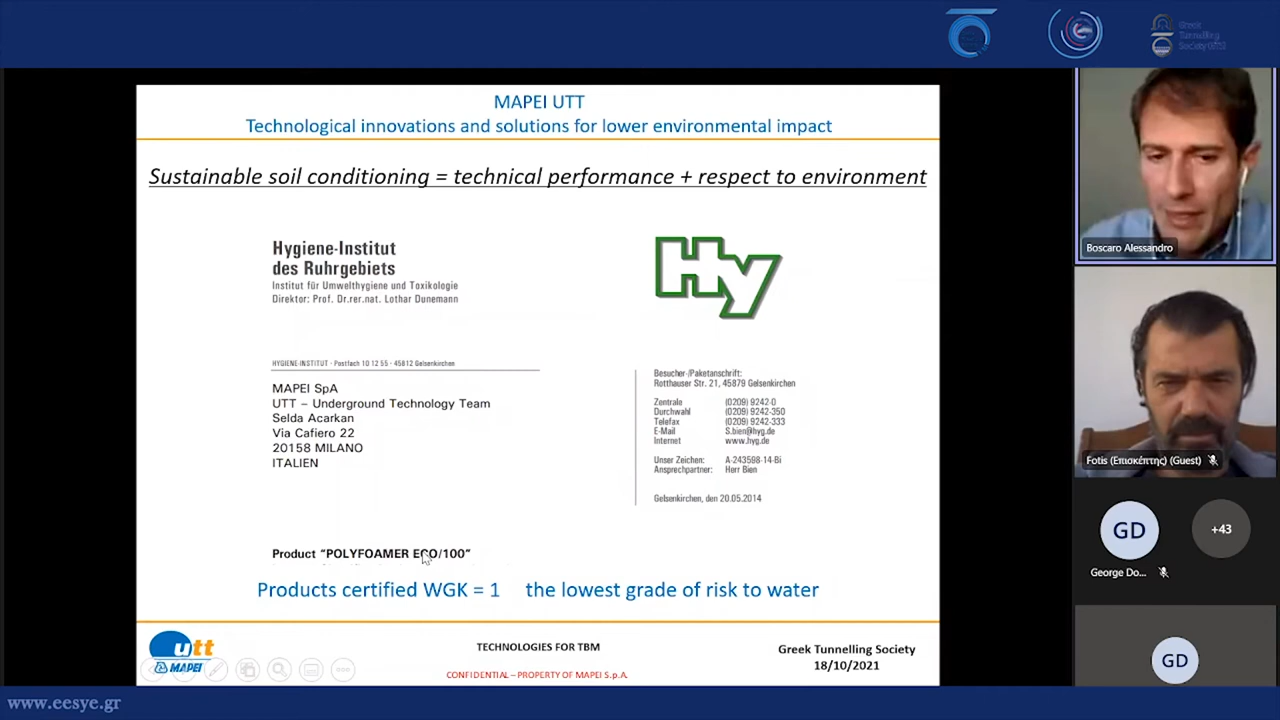 Greek
Tunnelling
Society
MAPEI UTT
Technological innovations and solutions for lower environmental impact
Sustainable soil conditioning = technical performance + respect to environment
Hygiene-Institut
des Ruhrgebiets
Institut für Umwelthygiene und Toxikologie
Direktor: Prof. Dr.rer.nat. Lothar Dunemann
Hy
HYGIENE-INSTITUT · Postfach 10 12 55 · 45812 Gelsenkirchen
MAPEI SpA
UTT – Underground Technology Team
Selda Acarkan
Via Cafiero 22
20158 MILANO
ITALIEN
Besucher-/Paketanschrift:
Rotthauser Str. 21, 45879 Gelsenkirchen
Zentrale (0209) 9242-0
Durchwahl (0209) 9242-350
Telefax (0209) 9242-333
E-Mail S.bien@hyg.de
Internet www.hyg.de
Unser Zeichen: A-243598-14-Bi
Ansprechpartner: Herr Bien
Gelsenkirchen, den 20.05.2014
Product “POLYFOAMER ECO/100”
Products certified WGK = 1 the lowest grade of risk to water
utt
MAPEI
TECHNOLOGIES FOR TBM
CONFIDENTIAL – PROPERTY OF MAPEI S.p.A.
Greek Tunnelling Society
18/10/2021
Boscaro Alessandro
Fotis (Επισκέπτης) (Guest)
GD
+43
George Do...
GD
www.eesye.gr